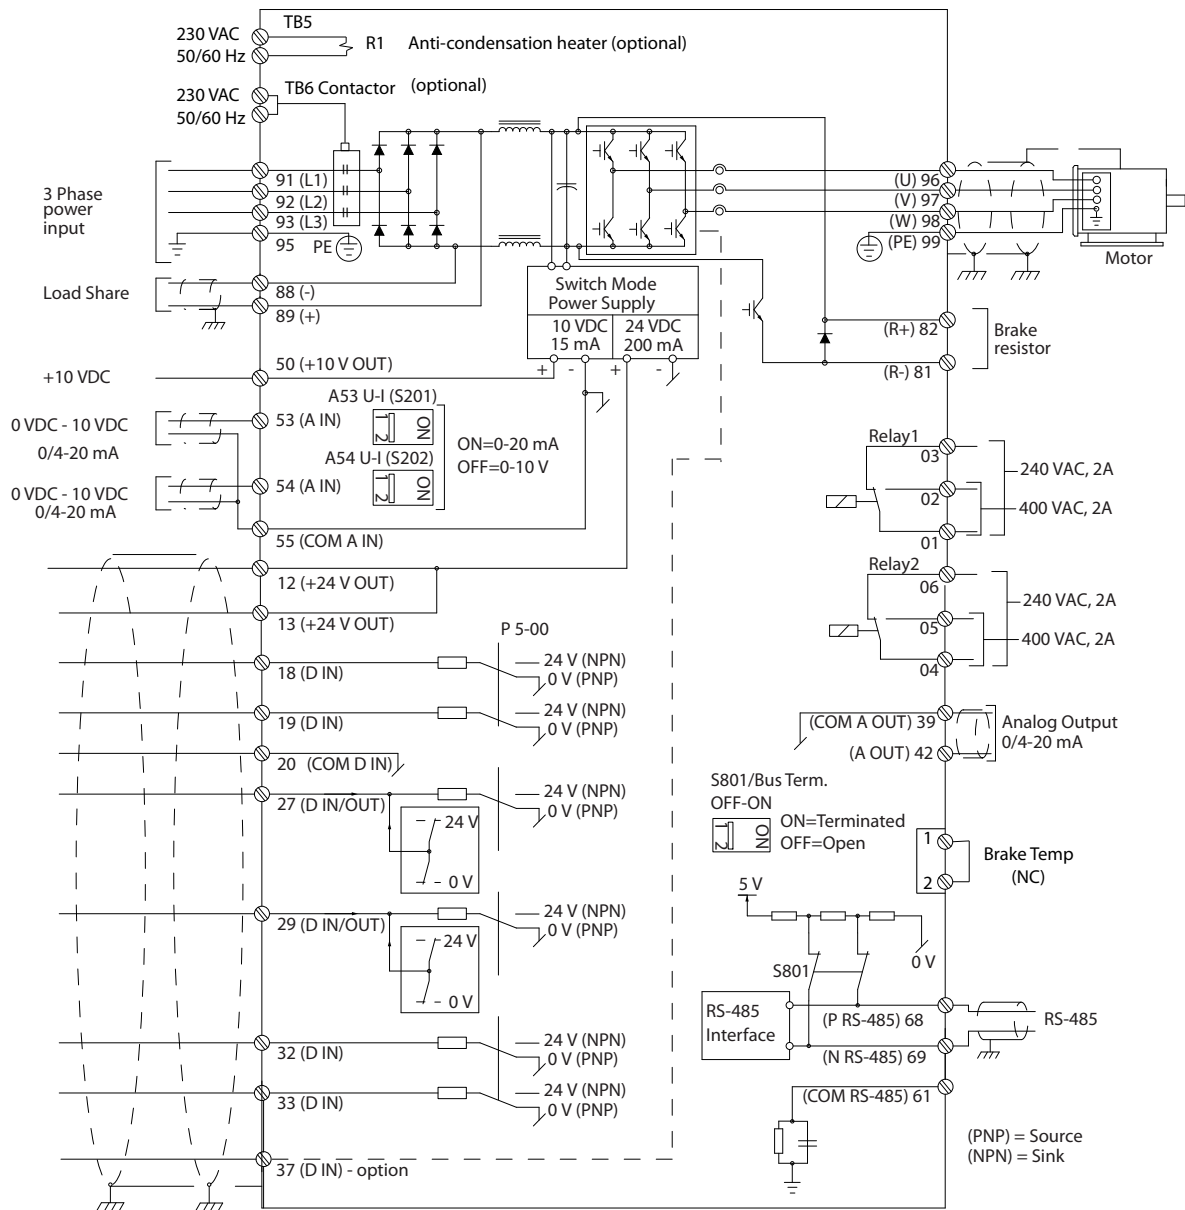 TB5
230 VAC
50/60 Hz
R1
Anti-condensation heater (optional)
TB6 Contactor
(optional)
230 VAC
50/60 Hz
3 Phase
power
input
91 (L1)
92 (L2)
93 (L3)
95
PE
(U) 96
(V) 97
(W) 98
(PE) 99
Motor
Load Share
88 (-)
89 (+)
Switch Mode
Power Supply
10 VDC
15 mA
24 VDC
200 mA
+ - + -
(R+) 82
(R-) 81
Brake
resistor
+10 VDC
50 (+10 V OUT)
0 VDC - 10 VDC
0/4-20 mA
53 (A IN)
A53 U-I (S201)
1 2
ON
A54 U-I (S202)
1 2
ON
ON=0-20 mA
OFF=0-10 V
0 VDC - 10 VDC
0/4-20 mA
54 (A IN)
55 (COM A IN)
Relay1
03
02
01
240 VAC, 2A
400 VAC, 2A
Relay2
06
05
04
240 VAC, 2A
400 VAC, 2A
12 (+24 V OUT)
13 (+24 V OUT)
P 5-00
18 (D IN)
24 V (NPN)
0 V (PNP)
19 (D IN)
24 V (NPN)
0 V (PNP)
20 (COM D IN)
27 (D IN/OUT)
24 V (NPN)
0 V (PNP)
24 V
0 V
29 (D IN/OUT)
24 V (NPN)
0 V (PNP)
24 V
0 V
32 (D IN)
24 V (NPN)
0 V (PNP)
33 (D IN)
24 V (NPN)
0 V (PNP)
37 (D IN) - option
(COM A OUT) 39
(A OUT) 42
Analog Output
0/4-20 mA
S801/Bus Term.
OFF-ON
1 2
ON
ON=Terminated
OFF=Open
1
2
Brake Temp
(NC)
5 V
0 V
S801
RS-485
Interface
(P RS-485) 68
(N RS-485) 69
RS-485
(COM RS-485) 61
(PNP) = Source
(NPN) = Sink